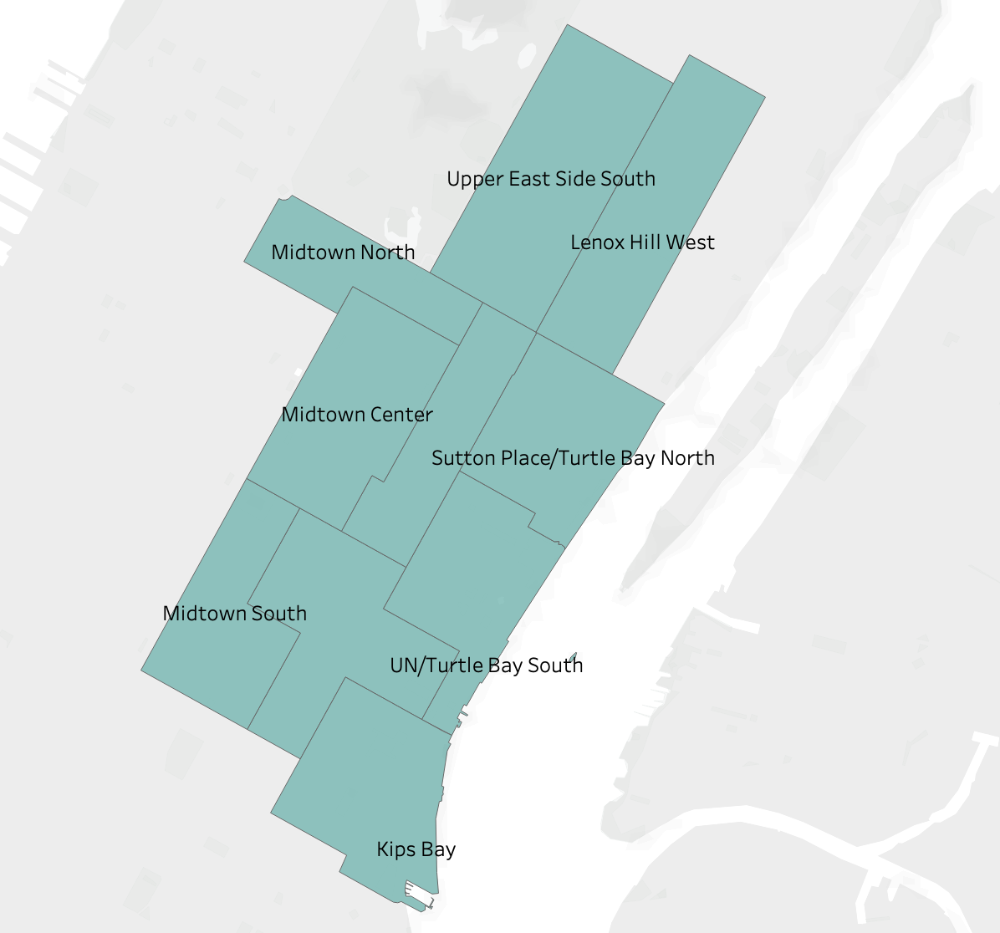 Upper East Side South
Lenox Hill West
Midtown North
Midtown Center
Sutton Place/Turtle Bay North
Midtown South
UN/Turtle Bay South
Kips Bay